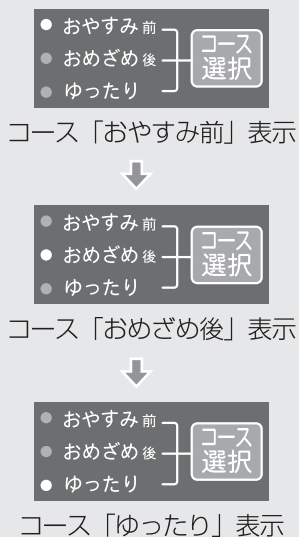 おやすみ前
おめざめ後
ゆったり
コース
選択
コース「おやすみ前」表示
おやすみ前
おめざめ後
ゆったり
コース
選択
コース「おめざめ後」表示
おやすみ前
おめざめ後
ゆったり
コース
選択
コース「ゆったり」表示